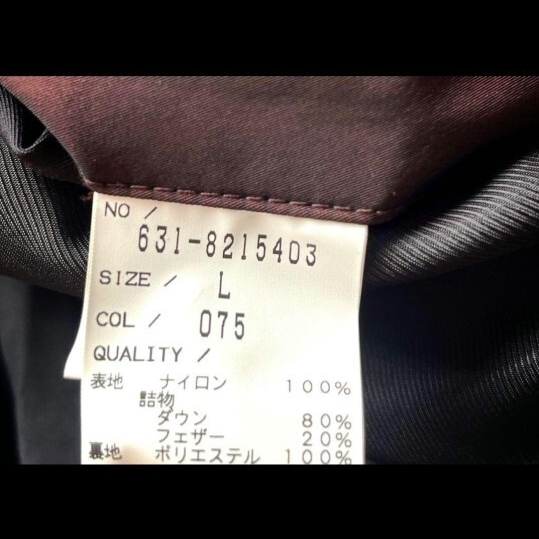 NO /
631-8215403
SIZE / L
COL / 075
QUALITY /
表地 ナイロン 100%
詰物
ダウン 80%
フェザー 20%
裏地 ポリエステル 100%